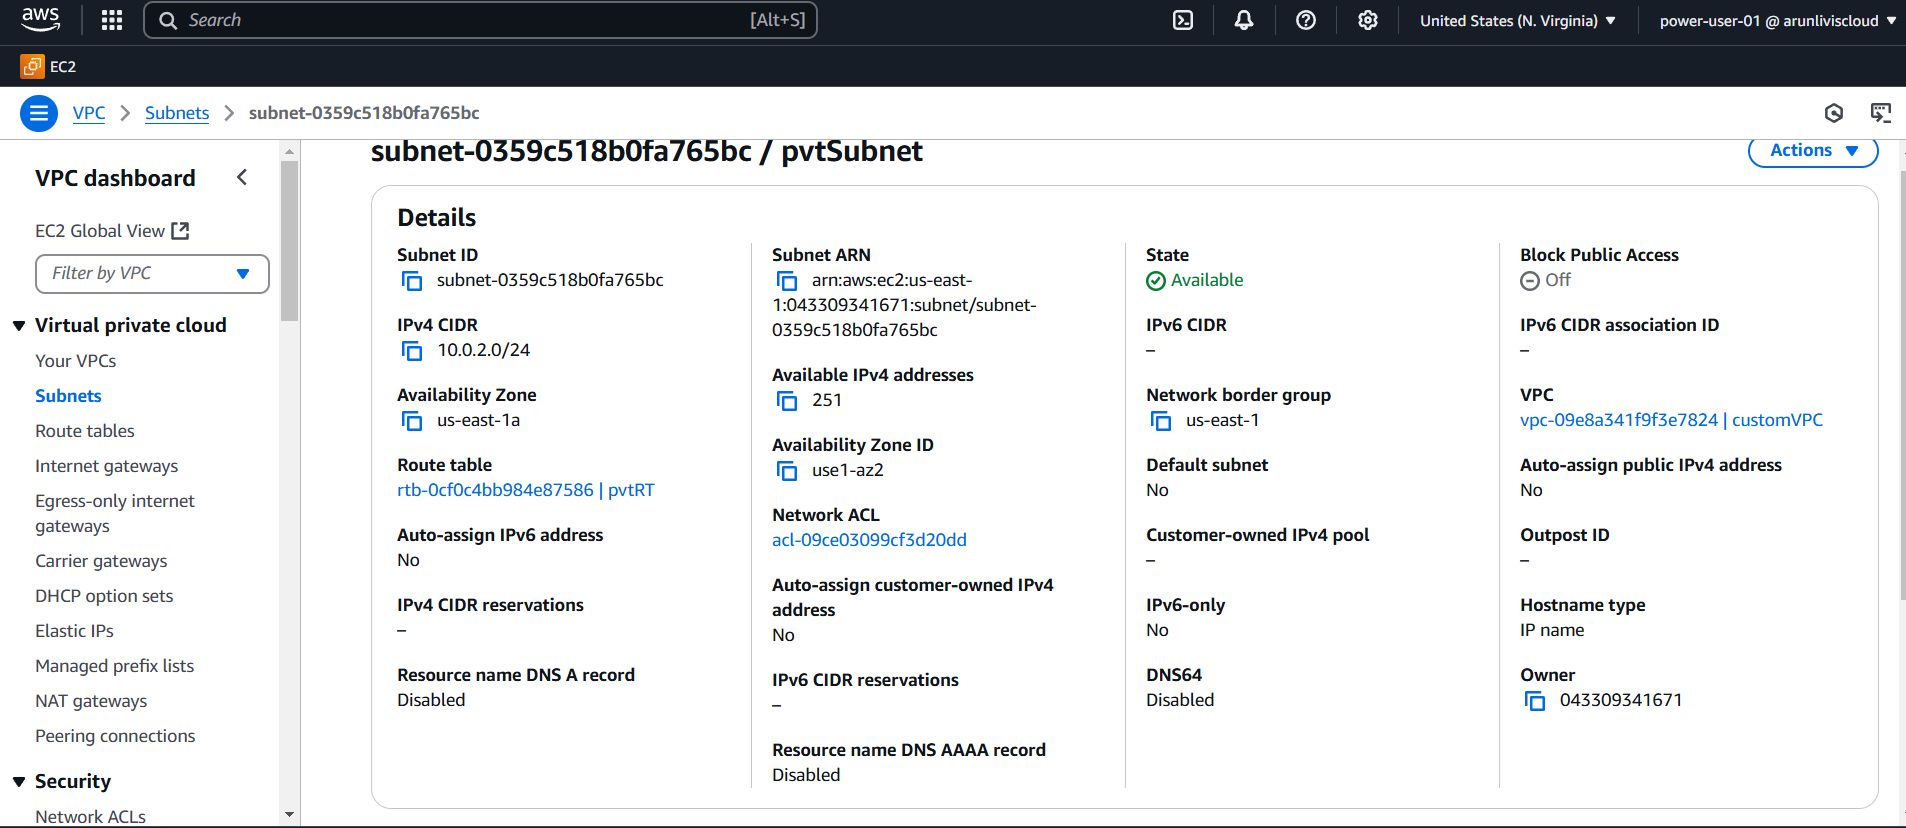 aws
Search
[Alt+S]
United States (N. Virginia)
power-user-01 @ arunliviscloud
EC2
VPC
Subnets
subnet-0359c518b0fa765bc
VPC dashboard
EC2 Global View
Filter by VPC
Virtual private cloud
Your VPCs
Subnets
Route tables
Internet gateways
Egress-only internet
gateways
Carrier gateways
DHCP option sets
Elastic IPs
Managed prefix lists
NAT gateways
Peering connections
Security
Network ACLs
subnet-0359c518b0fa765bc / pvtSubnet
Actions
Details
Subnet ID
subnet-0359c518b0fa765bc
IPv4 CIDR
10.0.2.0/24
Availability Zone
us-east-1a
Route table
rtb-0cf0c4bb984e87586 | pvtRT
Auto-assign IPv6 address
No
IPv4 CIDR reservations
–
Resource name DNS A record
Disabled
Subnet ARN
arn:aws:ec2:us-east-
1:043309341671:subnet/subnet-
0359c518b0fa765bc
Available IPv4 addresses
251
Availability Zone ID
use1-az2
Network ACL
acl-09ce03099cf3d20dd
Auto-assign customer-owned IPv4
address
No
IPv6 CIDR reservations
–
Resource name DNS AAAA record
Disabled
State
Available
IPv6 CIDR
–
Network border group
us-east-1
Default subnet
No
Customer-owned IPv4 pool
–
IPv6-only
No
DNS64
Disabled
Block Public Access
Off
IPv6 CIDR association ID
–
VPC
vpc-09e8a341f9f3e7824 | customVPC
Auto-assign public IPv4 address
No
Outpost ID
–
Hostname type
IP name
Owner
043309341671